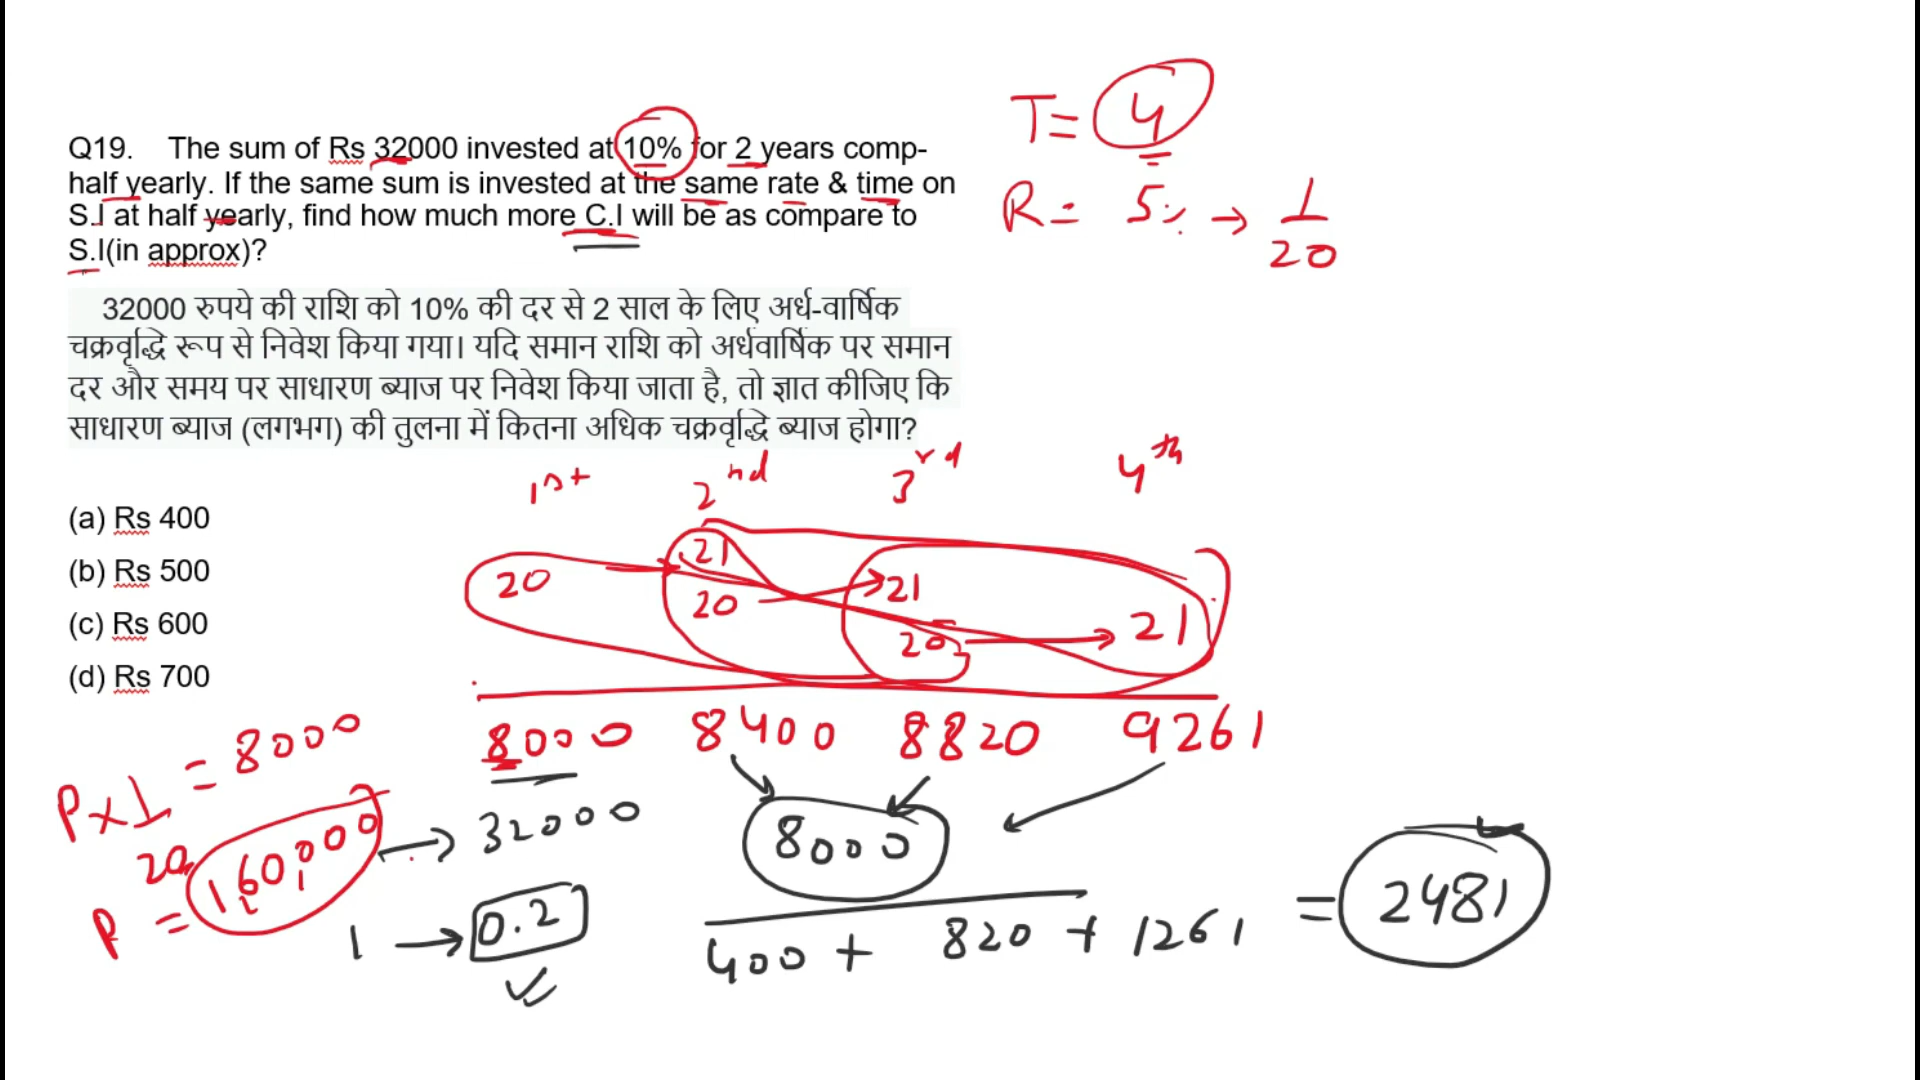 Q19. The sum of Rs 32000 invested at 10% for 2 years comp-
half yearly. If the same sum is invested at the same rate & time on
S.I at half yearly, find how much more C.I will be as compare to
S.I(in approx)?
32000 रुपये की राशि को 10% की दर से 2 साल के लिए अर्ध-वार्षिक
चक्रवृद्धि रूप से निवेश किया गया। यदि समान राशि को अर्धवार्षिक पर समान
दर और समय पर साधारण ब्याज पर निवेश किया जाता है, तो ज्ञात कीजिए कि
साधारण ब्याज (लगभग) की तुलना में कितना अधिक चक्रवृद्धि ब्याज होगा?
(a) Rs 400
(b) Rs 500
(c) Rs 600
(d) Rs 700
T= 4
R= 5% → 1
20
1st 2nd 3rd 4th
21
20 20 21
20 21
8000 8400 8820 9261
P x 1 = 8000
20
P = 160000 → 32000
1 → 0.2
8000
400 + 820 + 1261 = 2481